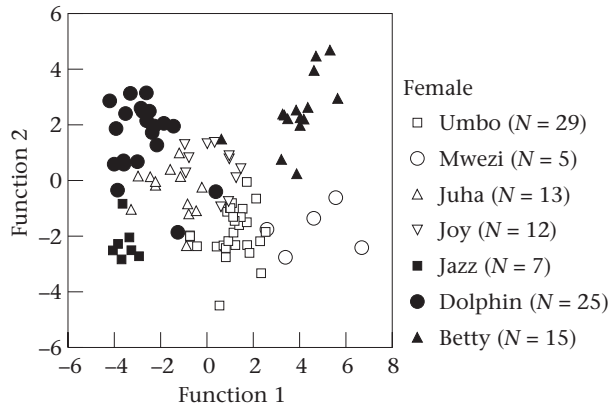 6
4
2
0
−2
−4
−6
−6 −4 −2 0 2 4 6 8
Function 2
Function 1
Female
Umbo (N = 29)
Mwezi (N = 5)
Juha (N = 13)
Joy (N = 12)
Jazz (N = 7)
Dolphin (N = 25)
Betty (N = 15)